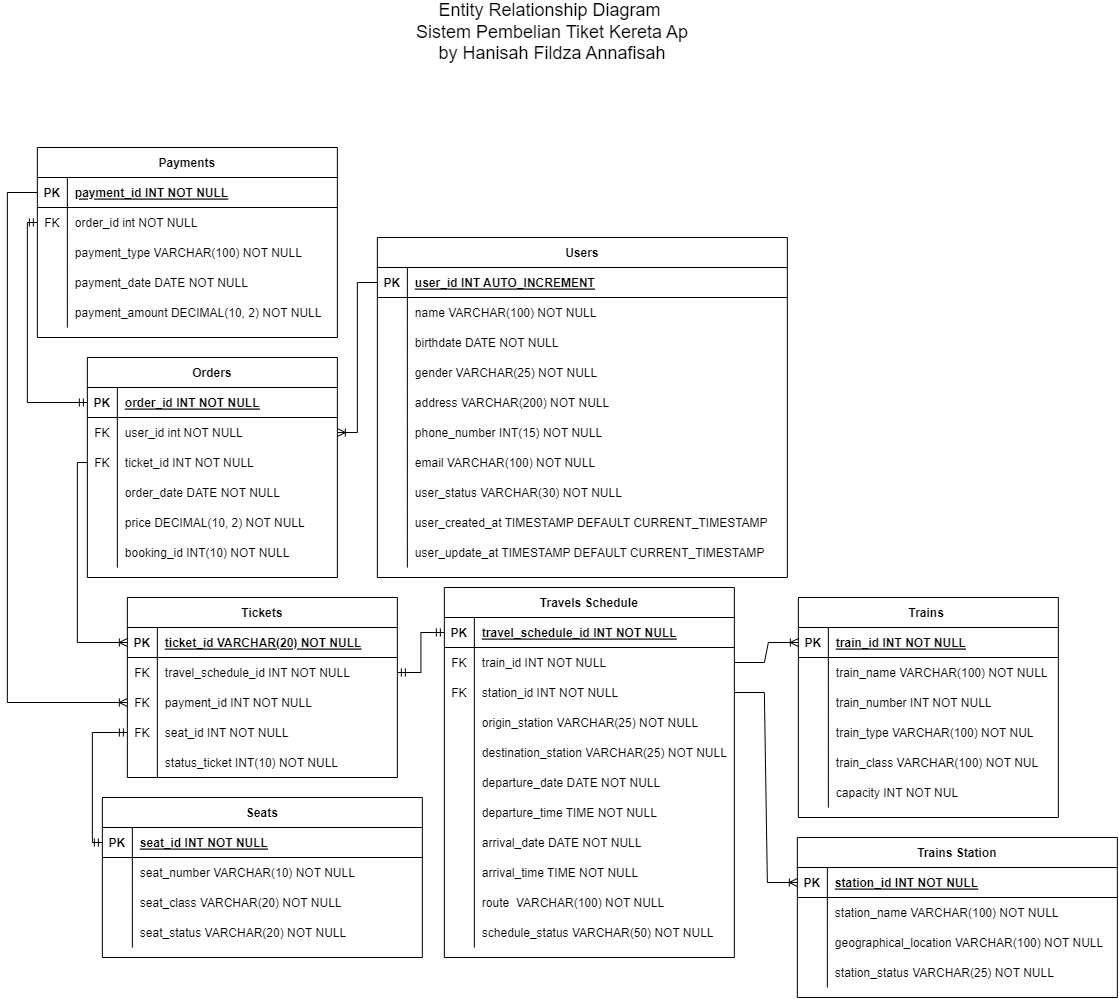 Entity Relationship Diagram
Sistem Pembelian Tiket Kereta Ap
by Hanisah Fildza Annafisah
Payments
PK payment_id INT NOT NULL
FK order_id int NOT NULL
payment_type VARCHAR(100) NOT NULL
payment_date DATE NOT NULL
payment_amount DECIMAL(10, 2) NOT NULL
Users
PK user_id INT AUTO_INCREMENT
name VARCHAR(100) NOT NULL
birthdate DATE NOT NULL
gender VARCHAR(25) NOT NULL
address VARCHAR(200) NOT NULL
phone_number INT(15) NOT NULL
email VARCHAR(100) NOT NULL
user_status VARCHAR(30) NOT NULL
user_created_at TIMESTAMP DEFAULT CURRENT_TIMESTAMP
user_update_at TIMESTAMP DEFAULT CURRENT_TIMESTAMP
Orders
PK order_id INT NOT NULL
FK user_id int NOT NULL
FK ticket_id INT NOT NULL
order_date DATE NOT NULL
price DECIMAL(10, 2) NOT NULL
booking_id INT(10) NOT NULL
Tickets
PK ticket_id VARCHAR(20) NOT NULL
FK travel_schedule_id INT NOT NULL
FK payment_id INT NOT NULL
FK seat_id INT NOT NULL
status_ticket INT(10) NOT NULL
Travels Schedule
PK travel_schedule_id INT NOT NULL
FK train_id INT NOT NULL
FK station_id INT NOT NULL
origin_station VARCHAR(25) NOT NULL
destination_station VARCHAR(25) NOT NULL
departure_date DATE NOT NULL
departure_time TIME NOT NULL
arrival_date DATE NOT NULL
arrival_time TIME NOT NULL
route VARCHAR(100) NOT NULL
schedule_status VARCHAR(50) NOT NULL
Trains
PK train_id INT NOT NULL
train_name VARCHAR(100) NOT NULL
train_number INT NOT NULL
train_type VARCHAR(100) NOT NUL
train_class VARCHAR(100) NOT NUL
capacity INT NOT NUL
Seats
PK seat_id INT NOT NULL
seat_number VARCHAR(10) NOT NULL
seat_class VARCHAR(20) NOT NULL
seat_status VARCHAR(20) NOT NULL
Trains Station
PK station_id INT NOT NULL
station_name VARCHAR(100) NOT NULL
geographical_location VARCHAR(100) NOT NULL
station_status VARCHAR(25) NOT NULL